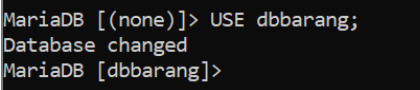 MariaDB [(none)]> USE dbbarang;
Database changed
MariaDB [dbbarang]>